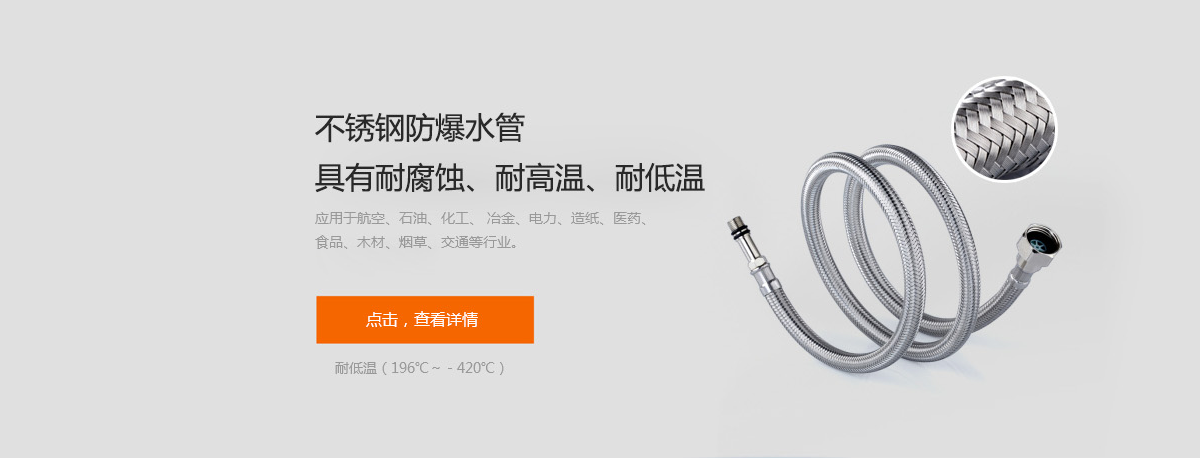 不锈钢防爆水管
具有耐腐蚀、耐高温、耐低温
应用于航空、石油、化工、 冶金、电力、造纸、医药、
食品、木材、烟草、交通等行业。
点击，查看详情
耐低温（196℃～－420℃）